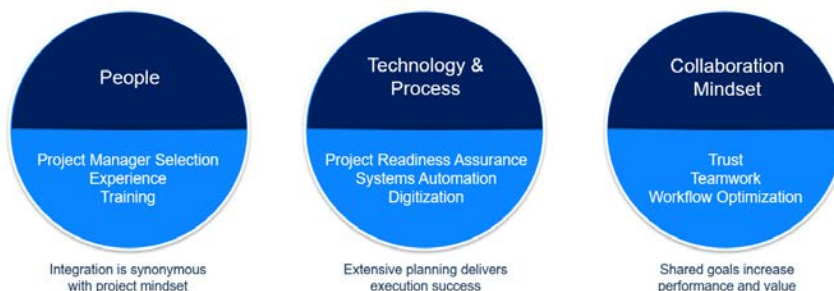 People
Project Manager Selection
Experience
Training
Integration is synonymous
with project mindset
Technology &
Process
Project Readiness Assurance
Systems Automation
Digitization
Extensive planning delivers
execution success
Collaboration
Mindset
Trust
Teamwork
Workflow Optimization
Shared goals increase
performance and value